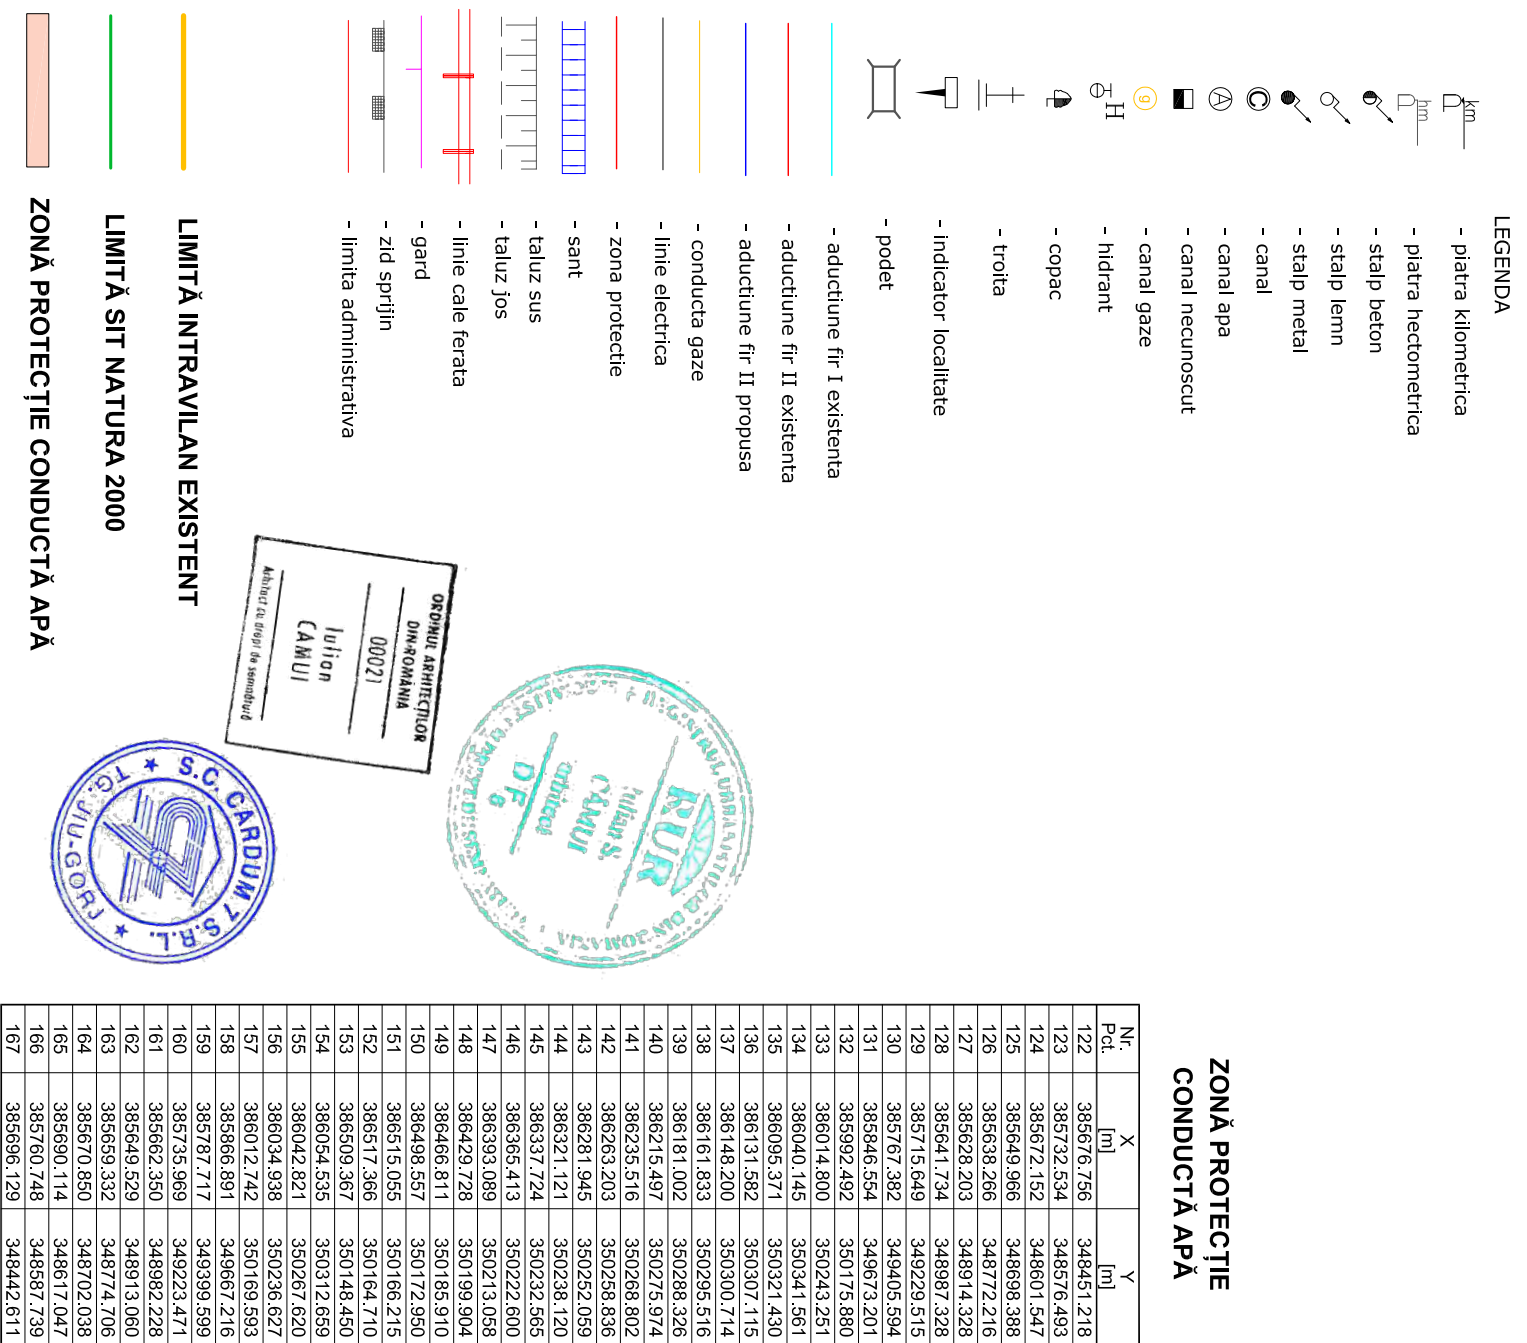 LEGENDA
- piatra kilometrica
km
- piatra hectometrica
hm
- stalp beton
- stalp lemn
- stalp metal
- canal
C
- canal apa
A
- canal necunoscut
- canal gaze
g
- hidrant
H
- copac
- troita
- indicator localitate
- podet
- aductiune fir I existenta
- aductiune fir II existenta
- aductiune fir II propusa
- conducta gaze
- linie electrica
- zona protectie
- sant
- taluz sus
- taluz jos
- linie cale ferata
- gard
- zid sprijin
- limita administrativa
LIMITĂ INTRAVILAN EXISTENT
LIMITĂ SIT NATURA 2000
ZONĂ PROTECȚIE CONDUCTĂ APĂ
ORDINUL ARHITECȚILOR
DIN ROMÂNIA
00021
Iulian
CAMUI
Arhitect cu drept de semnătură
RUR
Iulian S.
CĂMUI
arhitect
S.C. CARDUM 7 S.R.L.
TG. JIU-GORJ
ZONĂ PROTECȚIE
CONDUCTĂ APĂ
Nr. Pct. X [m] Y [m]
122 385676.756 348451.218
123 385732.534 348576.493
124 385672.152 348601.547
125 385649.966 348698.388
126 385638.266 348772.216
127 385628.203 348914.328
128 385641.734 348987.328
129 385715.649 349229.515
130 385767.382 349405.594
131 385846.554 349673.201
132 385992.492 350175.880
133 386014.800 350243.251
134 386040.145 350341.561
135 386095.371 350321.430
136 386131.582 350307.115
137 386148.200 350300.714
138 386161.833 350295.516
139 386181.002 350288.326
140 386215.497 350275.974
141 386235.516 350268.802
142 386263.203 350258.836
143 386281.945 350252.059
144 386321.121 350238.120
145 386337.724 350232.565
146 386365.413 350222.600
147 386393.089 350213.058
148 386429.728 350199.904
149 386466.811 350185.910
150 386498.557 350172.950
151 386515.055 350166.215
152 386517.386 350164.710
153 386509.367 350148.450
154 386054.535 350312.659
155 386042.821 350267.620
156 386034.938 350236.627
157 386012.742 350169.593
158 385866.891 349667.216
159 385787.717 349399.599
160 385735.969 349223.471
161 385662.350 348982.228
162 385649.529 348913.060
163 385659.332 348774.706
164 385670.850 348702.038
165 385690.114 348617.047
166 385760.748 348587.739
167 385696.129 348442.611